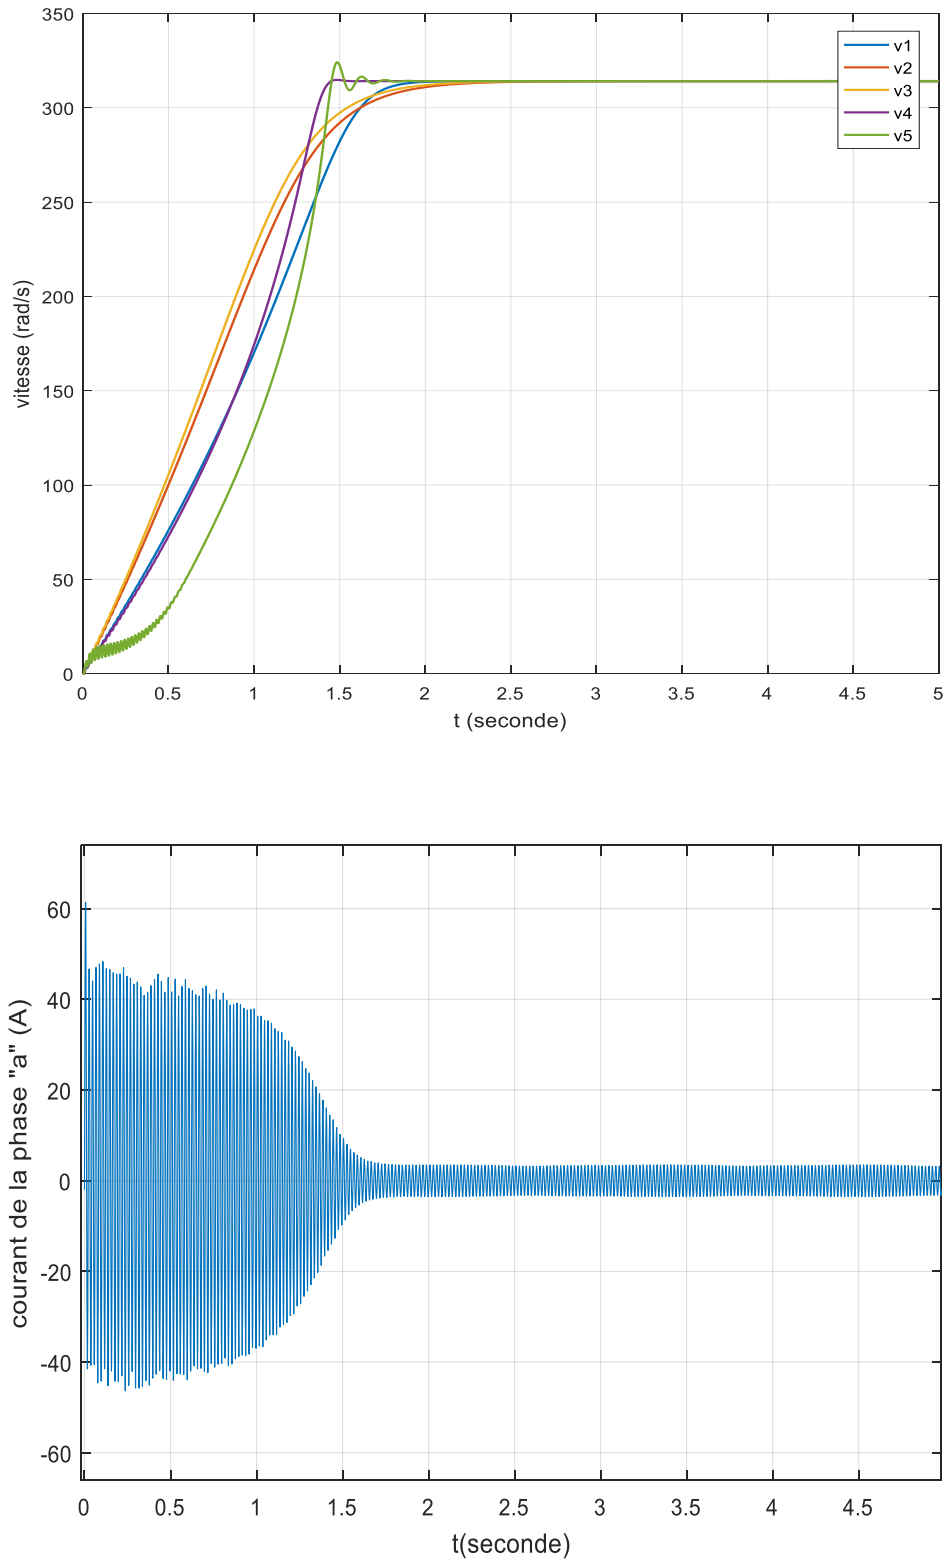 350
300
250
200
150
100
50
0
vitesse (rad/s)
v1
v2
v3
v4
v5
0 0.5 1 1.5 2 2.5 3 3.5 4 4.5 5
t (seconde)
60
40
20
0
-20
-40
-60
courant de la phase "a" (A)
0 0.5 1 1.5 2 2.5 3 3.5 4 4.5
t(seconde)